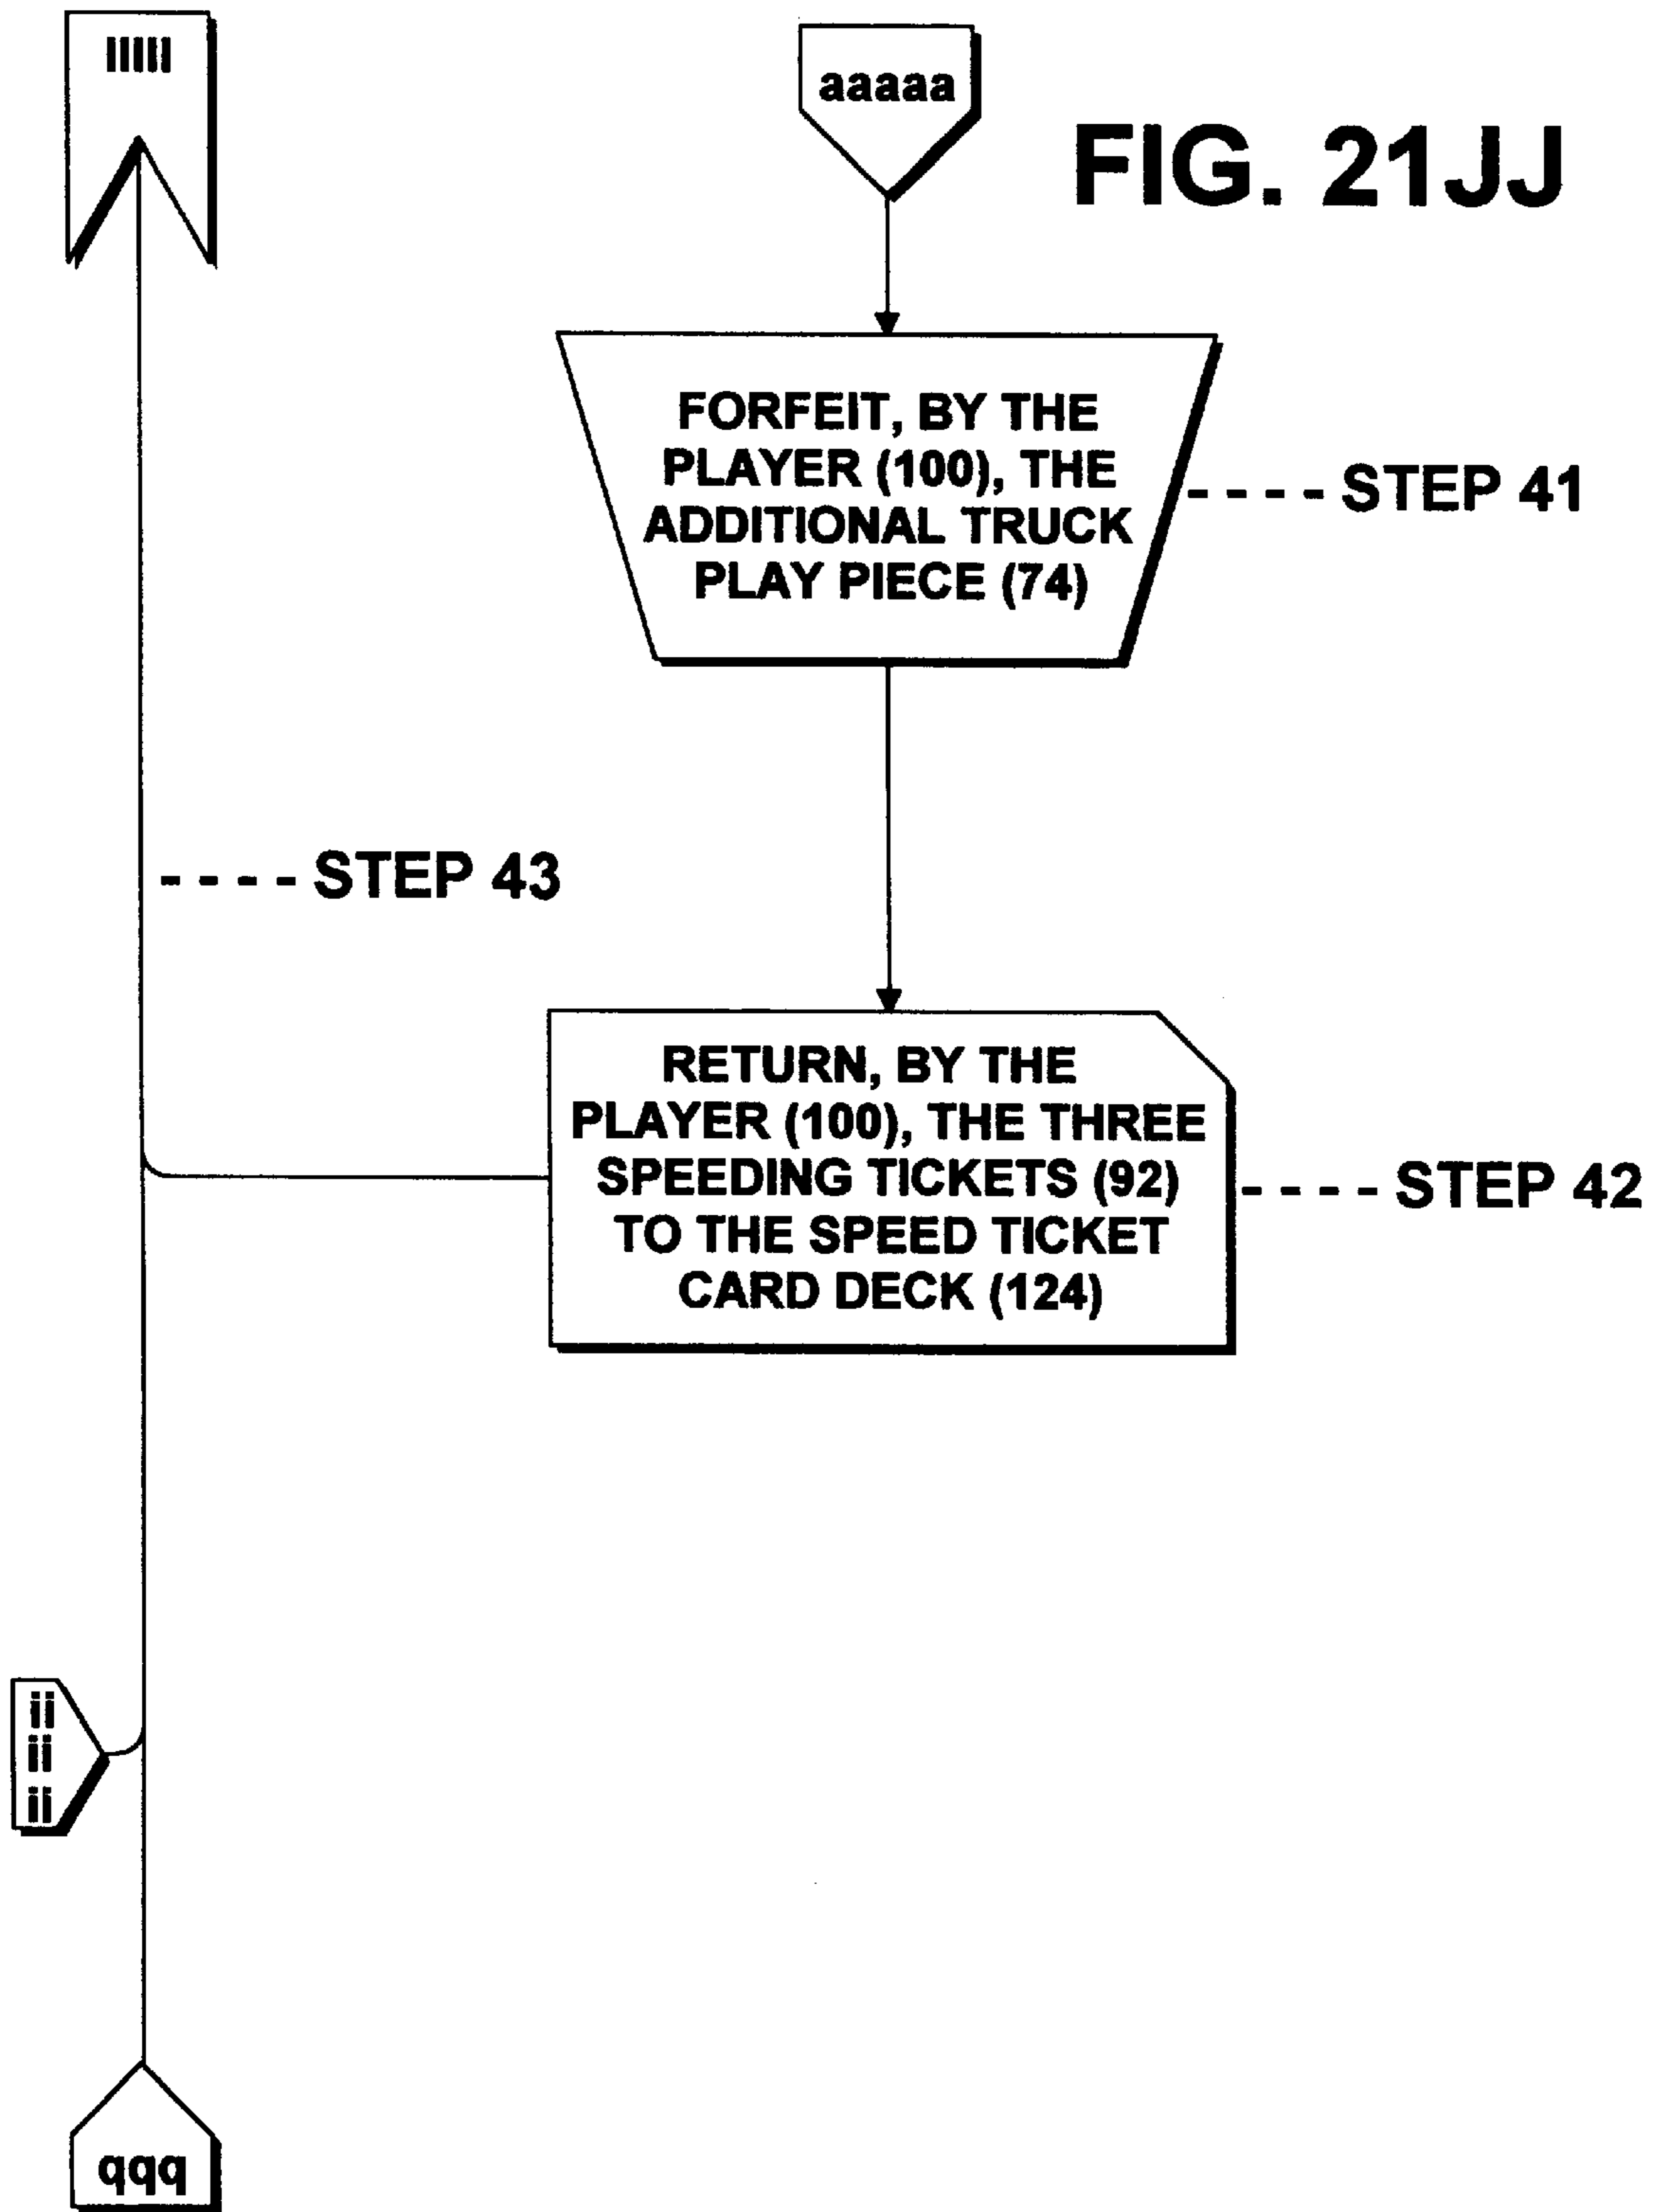 lllll
aaaaa
FIG. 21JJ
FORFEIT, BY THE
PLAYER (100), THE
ADDITIONAL TRUCK
PLAY PIECE (74)
- - - - STEP 41
- - - - STEP 43
RETURN, BY THE
PLAYER (100), THE THREE
SPEEDING TICKETS (92)
TO THE SPEED TICKET
CARD DECK (124)
- - - - STEP 42
ii
ii
ii
qqq